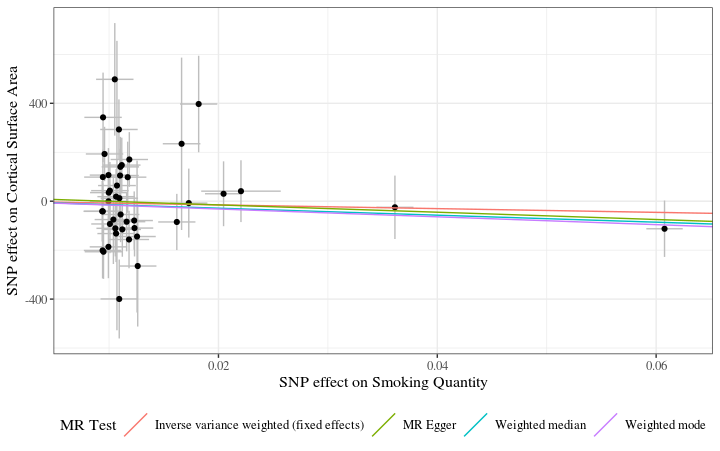 SNP effect on Cortical Surface Area
400
0
-400
0.02
0.04
0.06
SNP effect on Smoking Quantity
MR Test
Inverse variance weighted (fixed effects)
MR Egger
Weighted median
Weighted mode